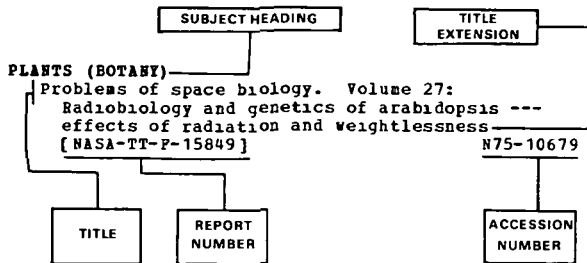 SUBJECT HEADING
TITLE
EXTENSION
PLANTS (BOTANY)
Problems of space biology. Volume 27:
Radiobiology and genetics of arabidopsis ---
effects of radiation and weightlessness
[NASA-TT-F-15849] N75-10679
TITLE
REPORT
NUMBER
ACCESSION
NUMBER